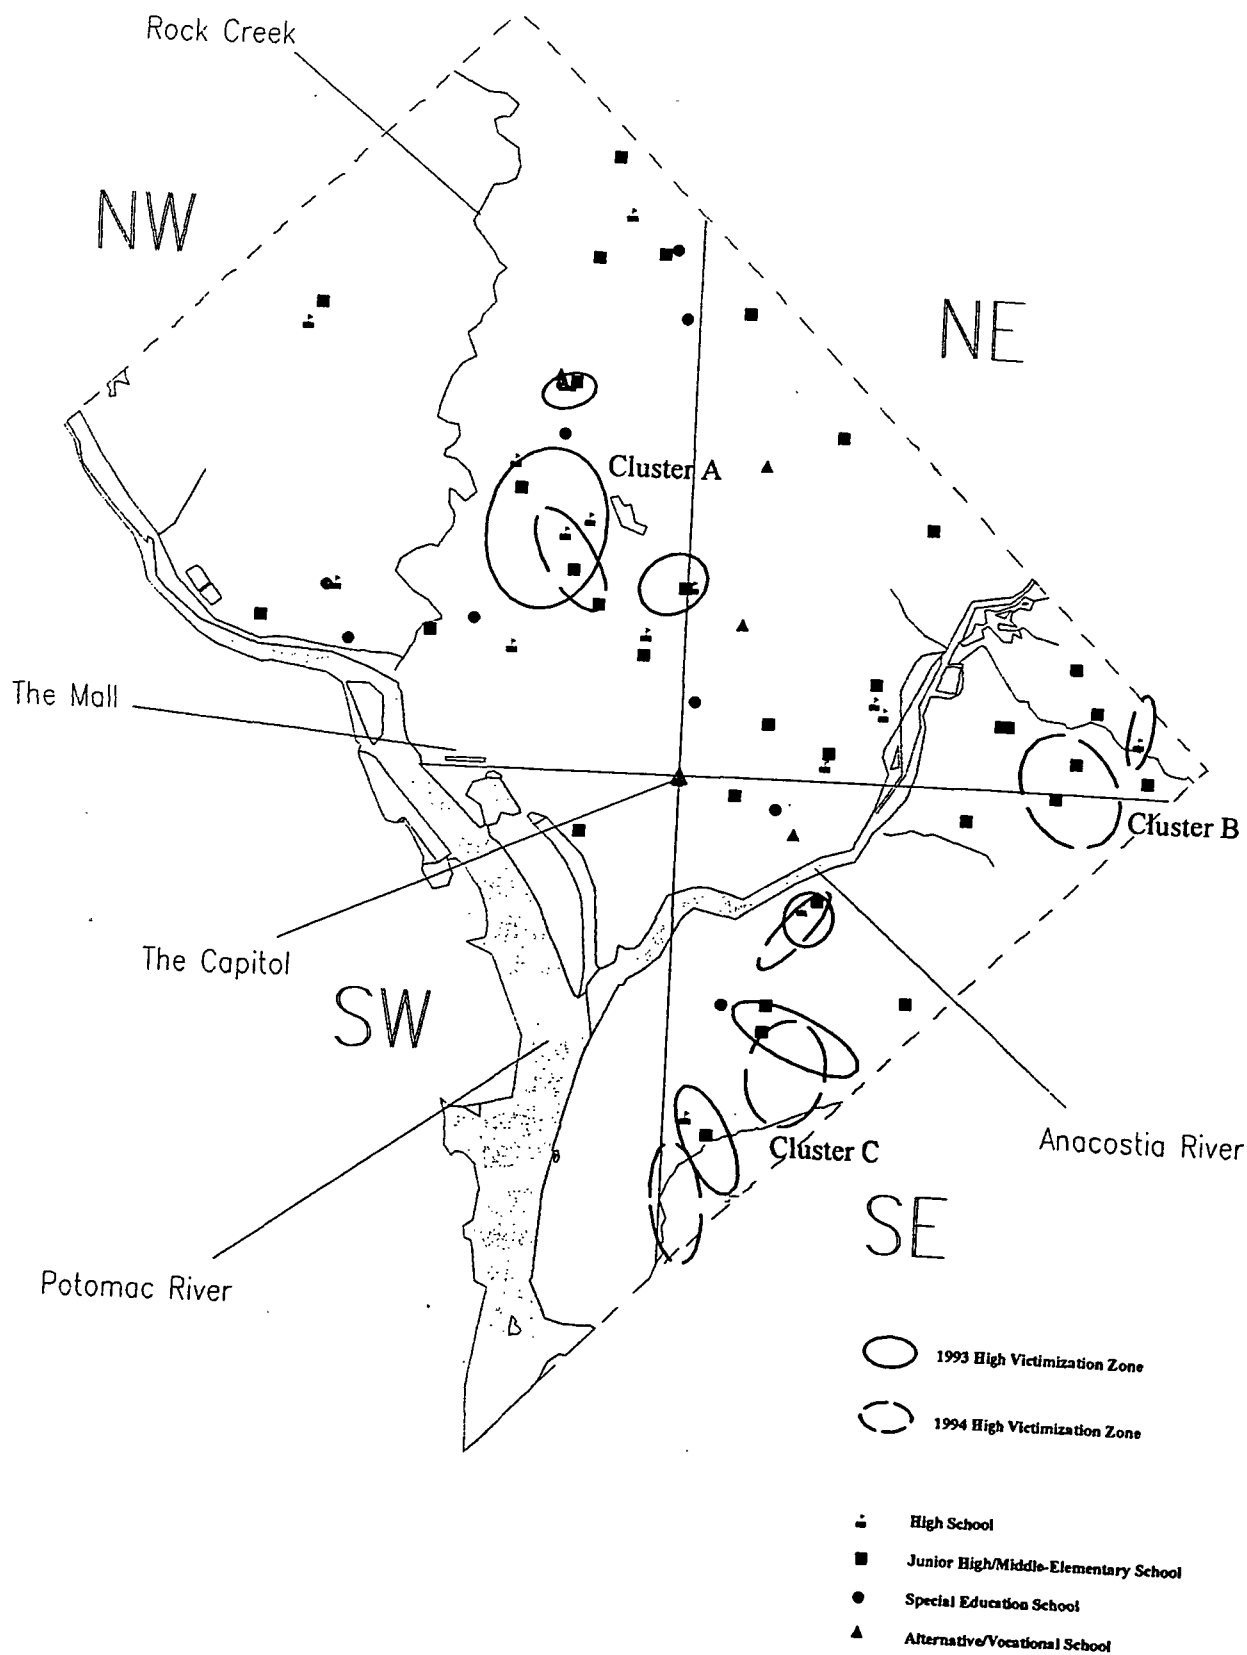 Rock Creek
NW
NE
Cluster A
The Mall
Cluster B
The Capitol
SW
Anacostia River
Cluster C
SE
Potomac River
1993 High Victimization Zone
1994 High Victimization Zone
High School
Junior High/Middle-Elementary School
Special Education School
Alternative/Vocational School